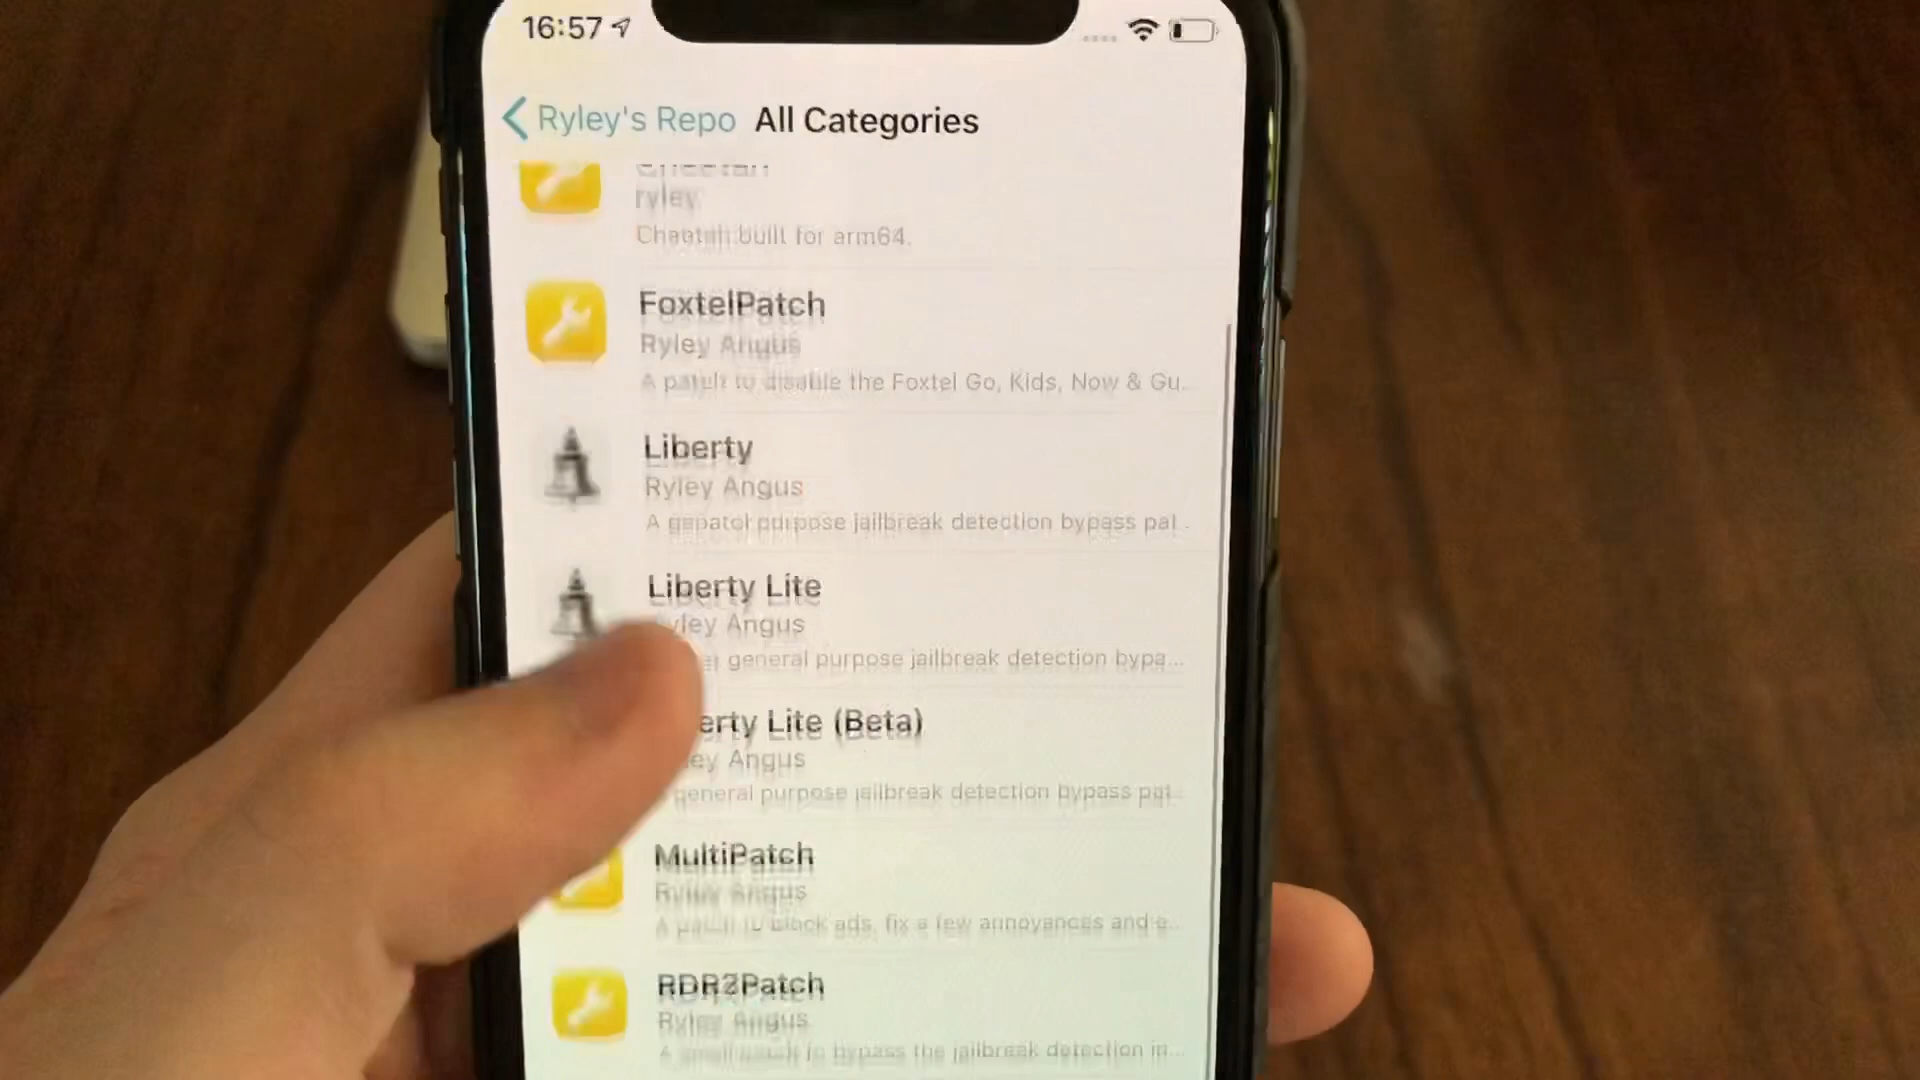 16:57
Ryley's Repo All Categories
Cheetah
ryley
Cheetah built for arm64.
FoxtelPatch
Ryley Angus
A patch to disable the Foxtel Go, Kids, Now & Gu...
Liberty
Ryley Angus
A general purpose jailbreak detection bypass pat...
Liberty Lite
Ryley Angus
general purpose jailbreak detection bypa...
erty Lite (Beta)
ley Angus
general purpose jailbreak detection bypass pat...
MultiPatch
Ryley Angus
A patch to block ads, fix a few annoyances and e...
RDR2Patch
Ryley Angus
A small patch to bypass the jailbreak detection in...